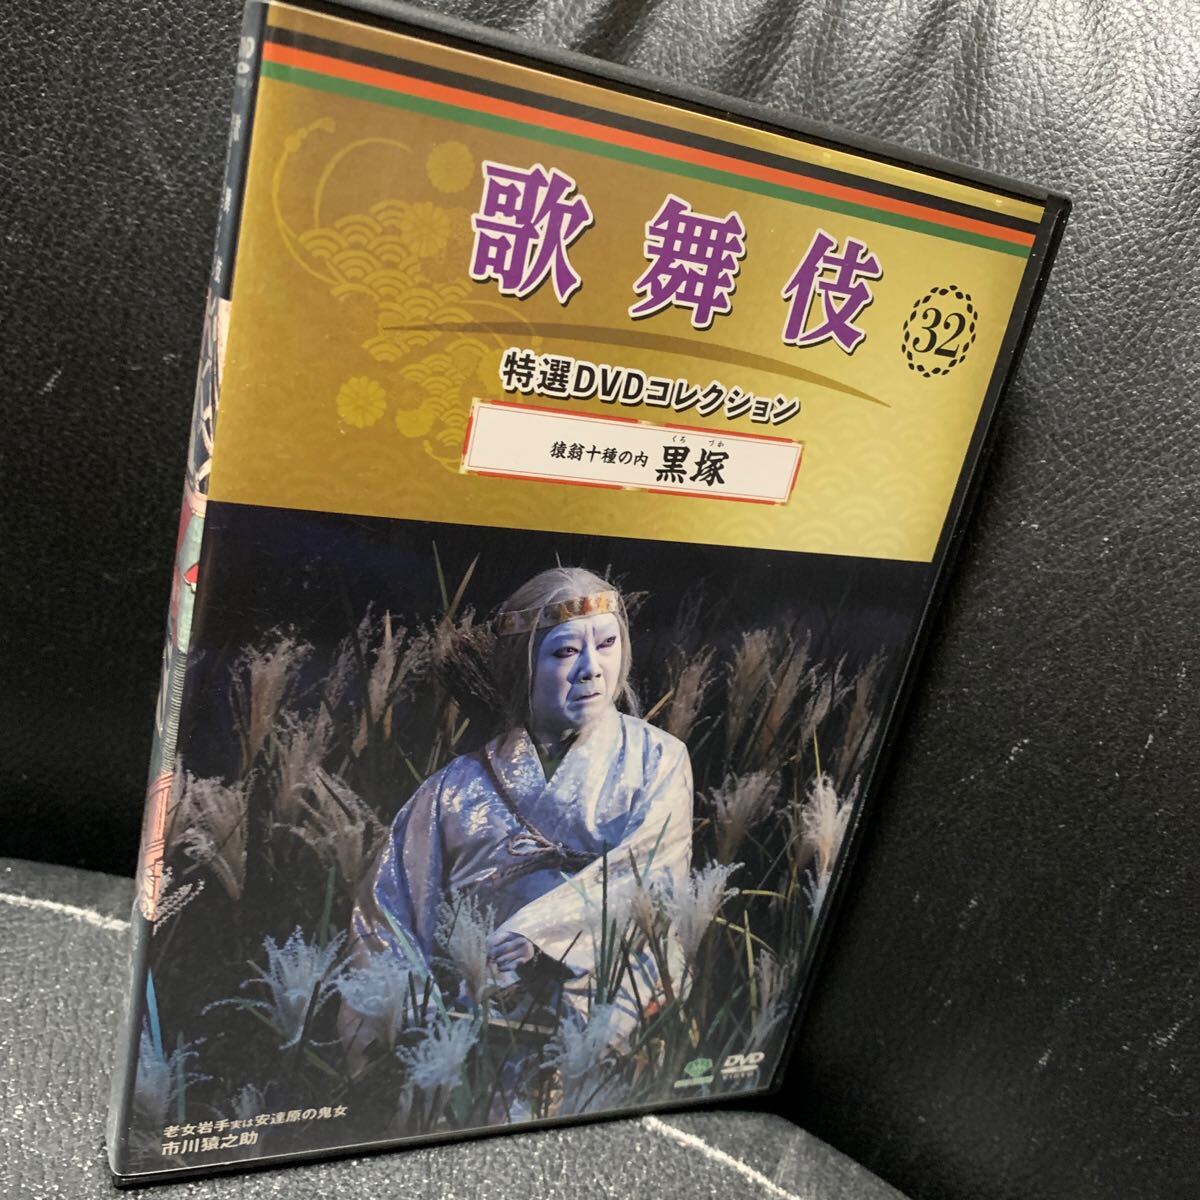 歌舞伎
32
特選DVDコレクション
くろ づか
猿翁十種の内 黒塚
DVD
VIDEO
老女岩手実は安達原の鬼女
市川猿之助